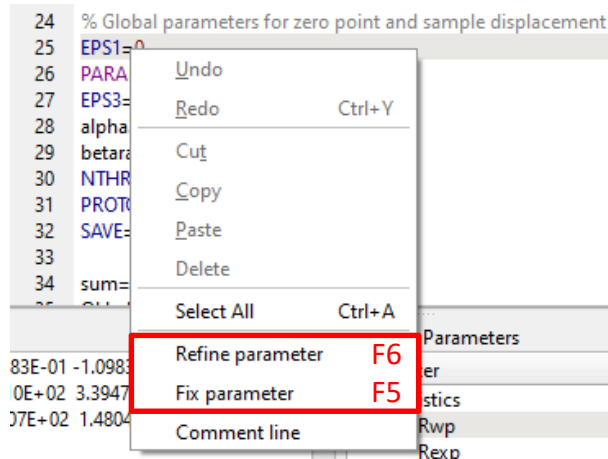 24 % Global parameters for zero point and sample displacement
25 EPS1=0
26 PARA
27 EPS3=
28 alpha
29 betara
30 NTHR
31 PROTO
32 SAVE=
33
34 sum=
Undo
Redo Ctrl+Y
Cut
Copy
Paste
Delete
Select All Ctrl+A
Refine parameter F6
Fix parameter F5
Comment line
Parameters
83E-01 -1.0983
0E+02 3.3947
07E+02 1.4804
er
stics
Rwp
Rexp